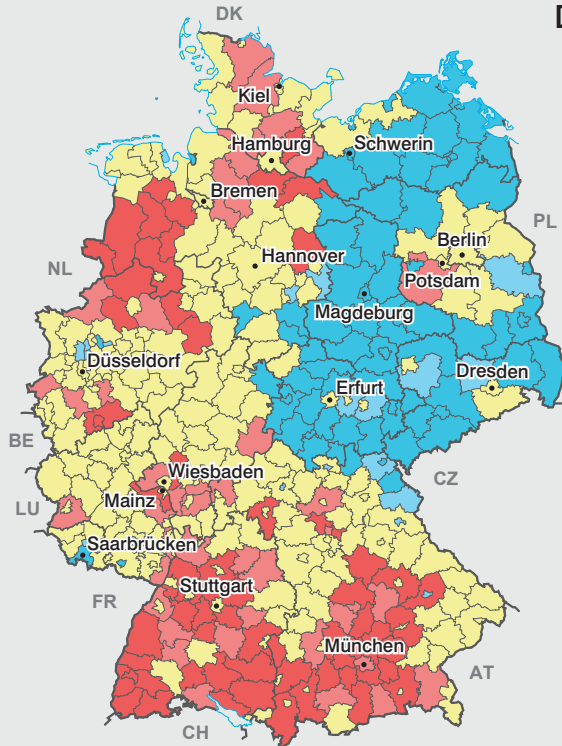 D
DK
Kiel
Hamburg
Schwerin
Bremen
PL
Berlin
Hannover
NL
Potsdam
Magdeburg
Düsseldorf
Dresden
Erfurt
BE
Wiesbaden
CZ
Mainz
LU
Saarbrücken
FR
Stuttgart
München
AT
CH